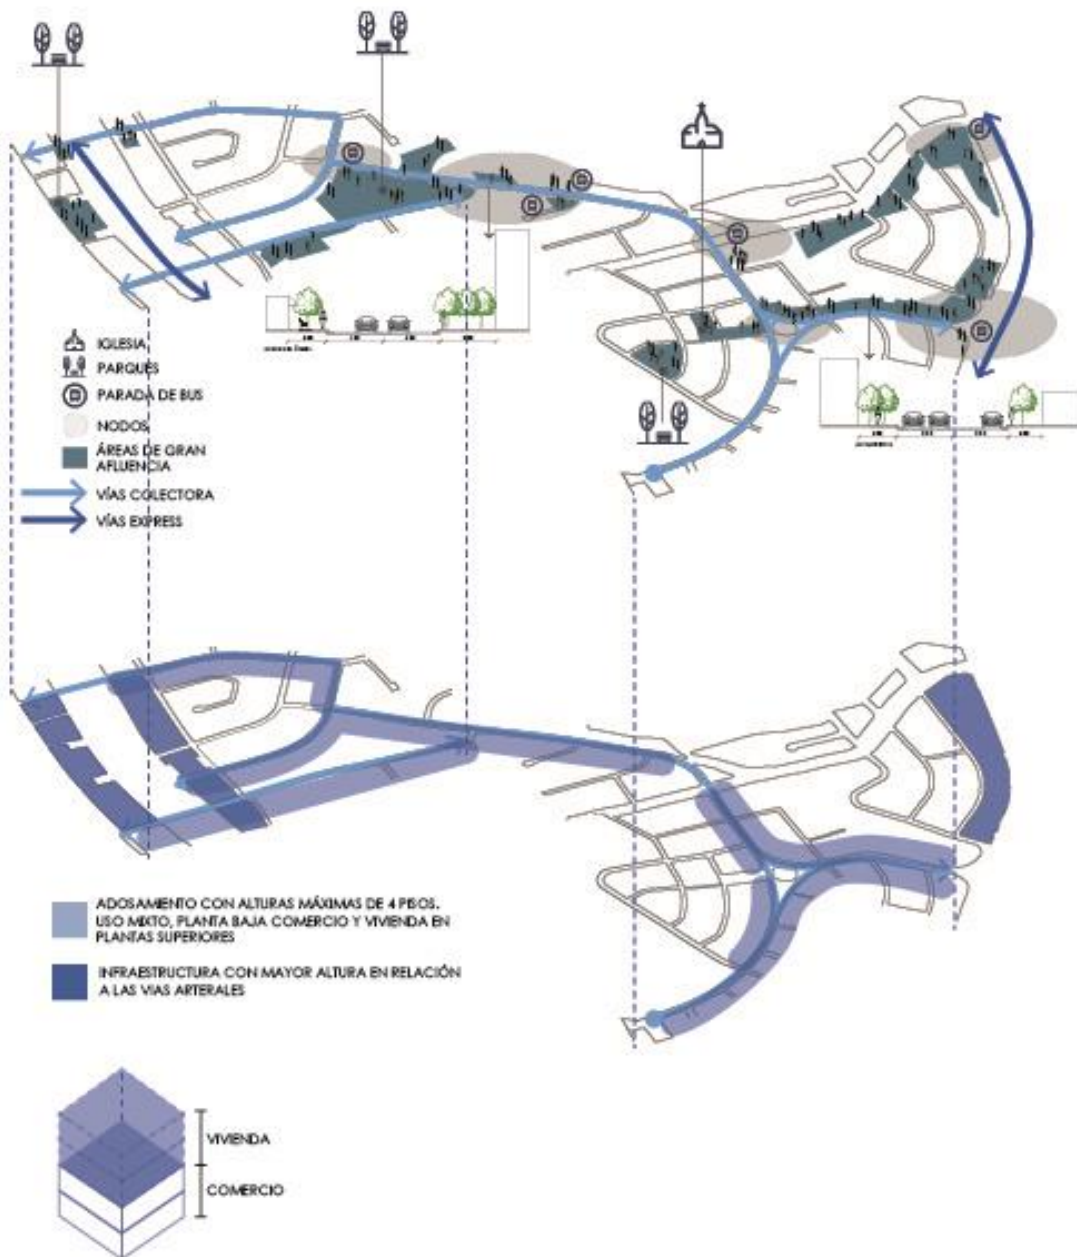 IGLESIA
PARQUES
PARADA DE BUS
NODOS
ÁREAS DE GRAN
AFLUENCIA
VÍAS COLECTORA
VÍAS EXPRESS
ADOSAMIENTO CON ALTURAS MÁXIMAS DE 4 PISOS.
USO MIXTO, PLANTA BAJA COMERCIO Y VIVIENDA EN
PLANTAS SUPERIORES
INFRAESTRUCTURA CON MAYOR ALTURA EN RELACIÓN
A LAS VIAS ARTERALES
VIVIENDA
COMERCIO